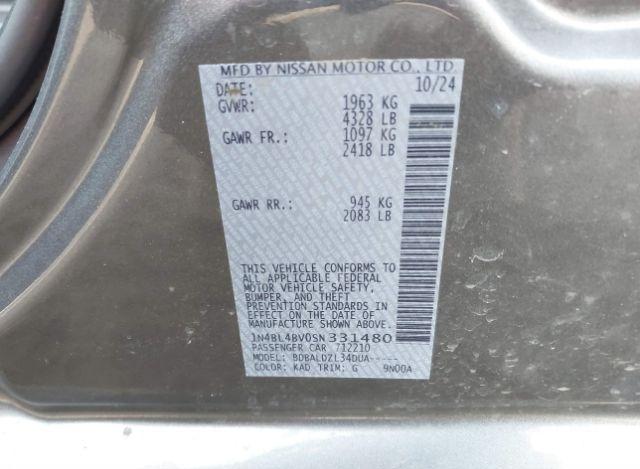 MFD BY NISSAN MOTOR CO., LTD.
DATE: 10/24
GVWR: 1963 KG
4328 LB
GAWR FR.: 1097 KG
2418 LB
GAWR RR.: 945 KG
2083 LB
THIS VEHICLE CONFORMS TO
ALL APPLICABLE FEDERAL
MOTOR VEHICLE SAFETY,
BUMPER, AND THEFT
PREVENTION STANDARDS IN
EFFECT ON THE DATE OF
MANUFACTURE SHOWN ABOVE.
1N4BL4BV0SN331480
PASSENGER CAR 712210
MODEL: BDBALDZL34DUA-----
COLOR: KAD TRIM: G 9N00A